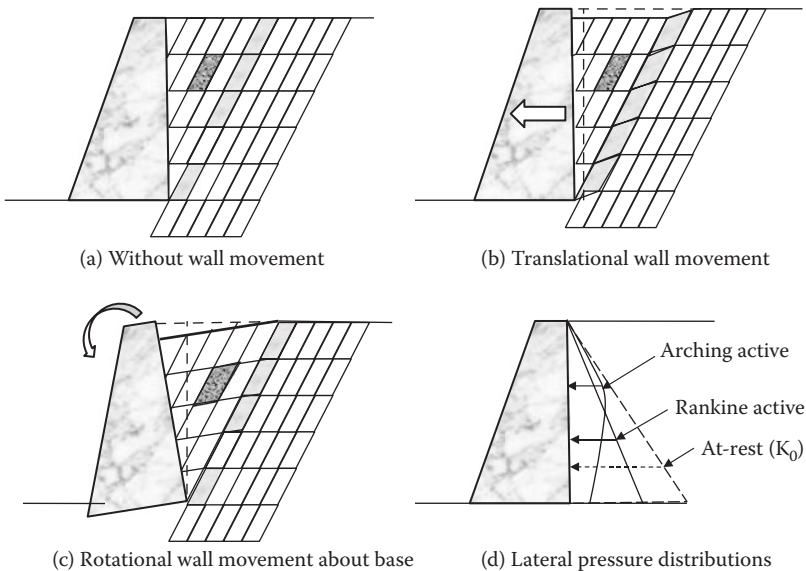 (a) Without wall movement
(b) Translational wall movement
Arching active
Rankine active
At-rest (K₀)
(c) Rotational wall movement about base
(d) Lateral pressure distributions